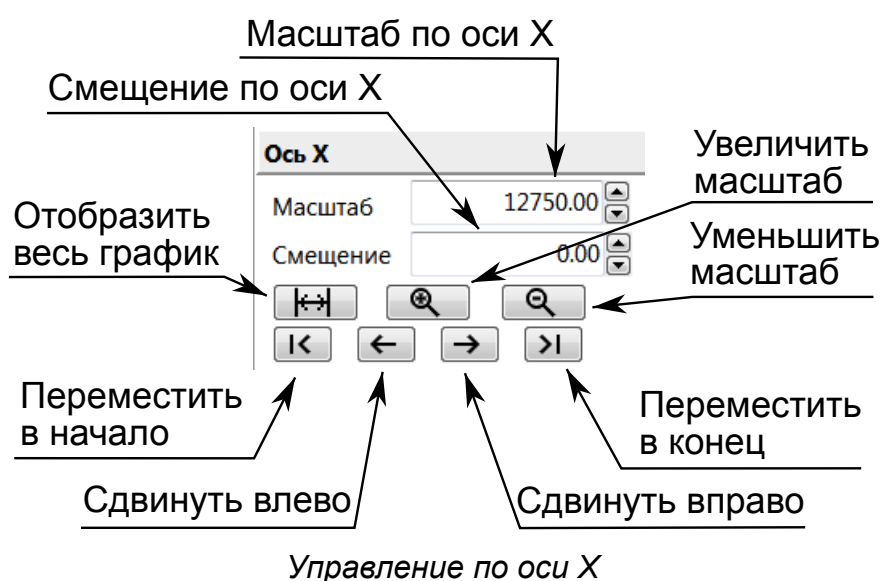 Масштаб по оси X
Смещение по оси X
Ось X
Увеличить
масштаб
Масштаб 12750.00
Отобразить
весь график
Смещение 0.00
Уменьшить
масштаб
Переместить
в начало
Переместить
в конец
Сдвинуть влево
Сдвинуть вправо
Управление по оси X